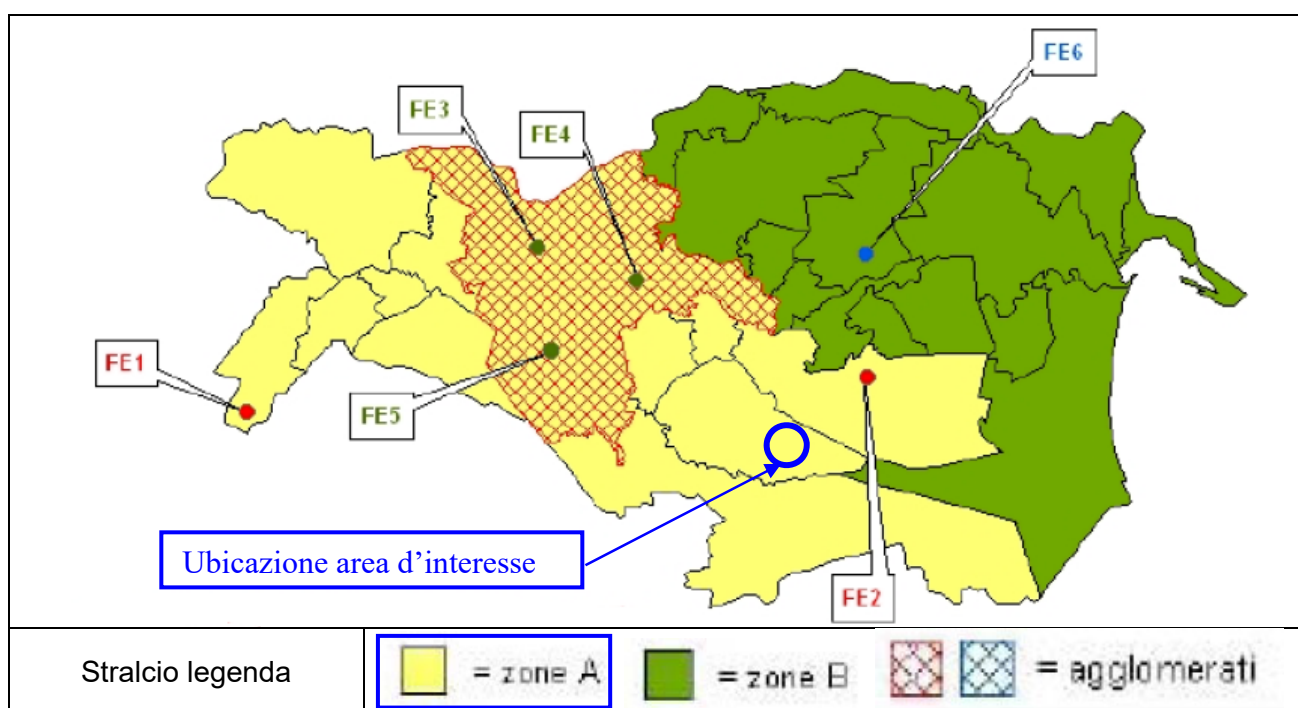 FE6
FE3
FE4
FE1
FE5
Ubicazione area d’interesse
FE2
Stralcio legenda
= zone A
= zone B
= agglomerati